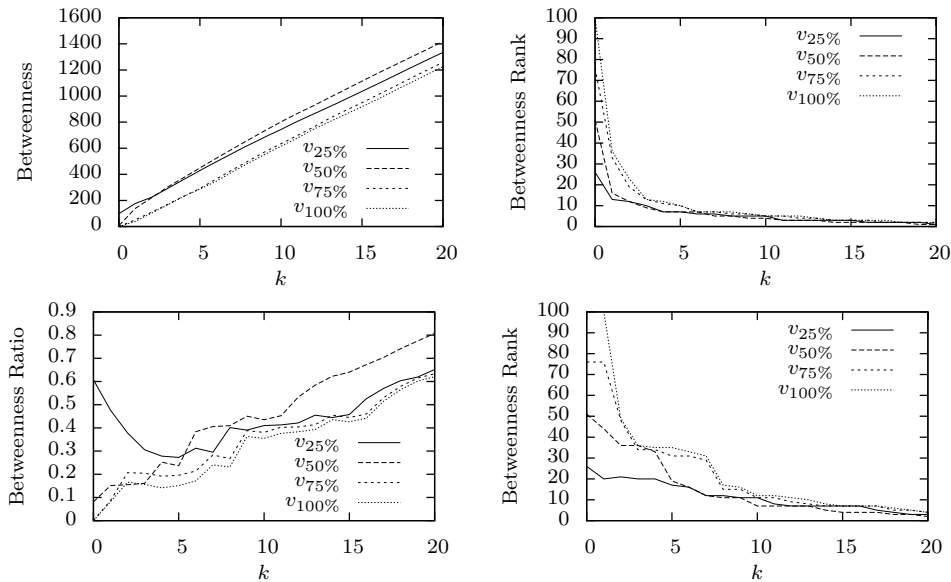 Betweenness
1600
1400
1200
1000
800
600
400
200
0
0 5 10 15 20
k
v25%
v50%
v75%
v100%
Betweenness Rank
100
90
80
70
60
50
40
30
20
10
0
0 5 10 15 20
k
v25%
v50%
v75%
v100%
Betweenness Ratio
0.9
0.8
0.7
0.6
0.5
0.4
0.3
0.2
0.1
0
0 5 10 15 20
k
v25%
v50%
v75%
v100%
Betweenness Rank
100
90
80
70
60
50
40
30
20
10
0
0 5 10 15 20
k
v25%
v50%
v75%
v100%